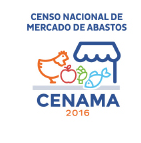 CENSO NACIONAL DE
MERCADO DE ABASTOS
CENAMA
2016